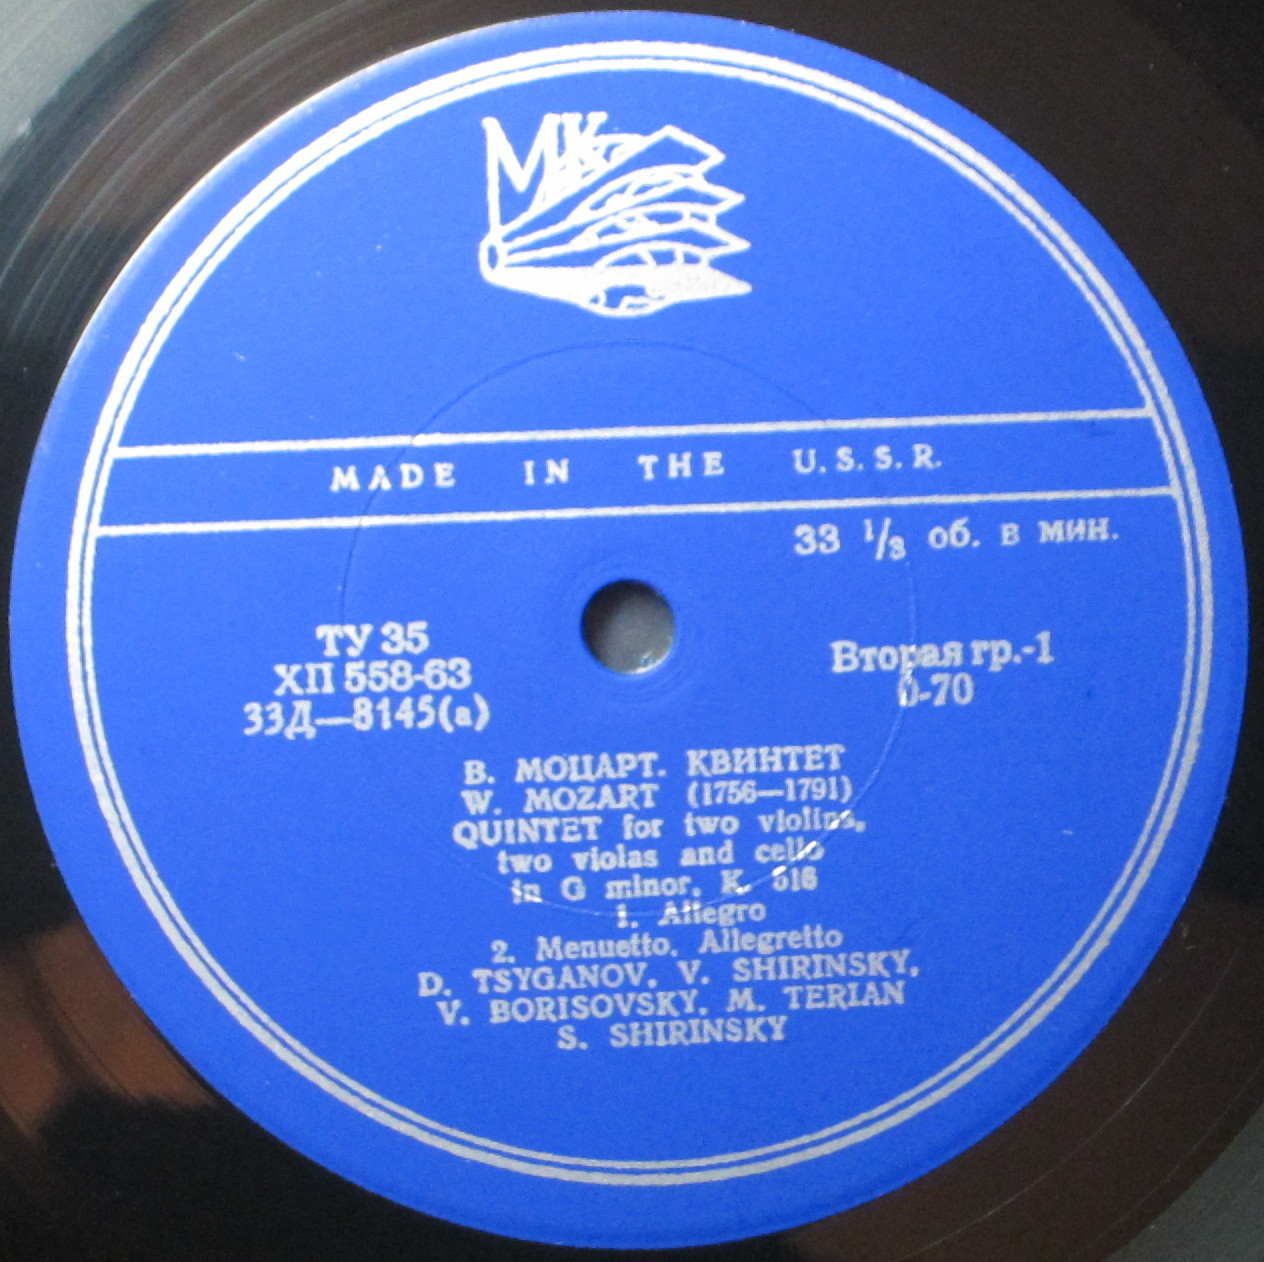 МК
MADE IN THE U.S.S.R.
33 1/3 об. в мин.
ТУ 35
ХП 558-63
33Д—8145(а)
Вторая гр.-1
0-70
В. МОЦАРТ. КВИНТЕТ
W. MOZART (1756—1791)
QUINTET for two violins,
two violas and cello
in G minor, K. 516
1. Allegro
2. Menuetto. Allegretto
D. TSYGANOV, V. SHIRINSKY,
V. BORISOVSKY, M. TERIAN
S. SHIRINSKY